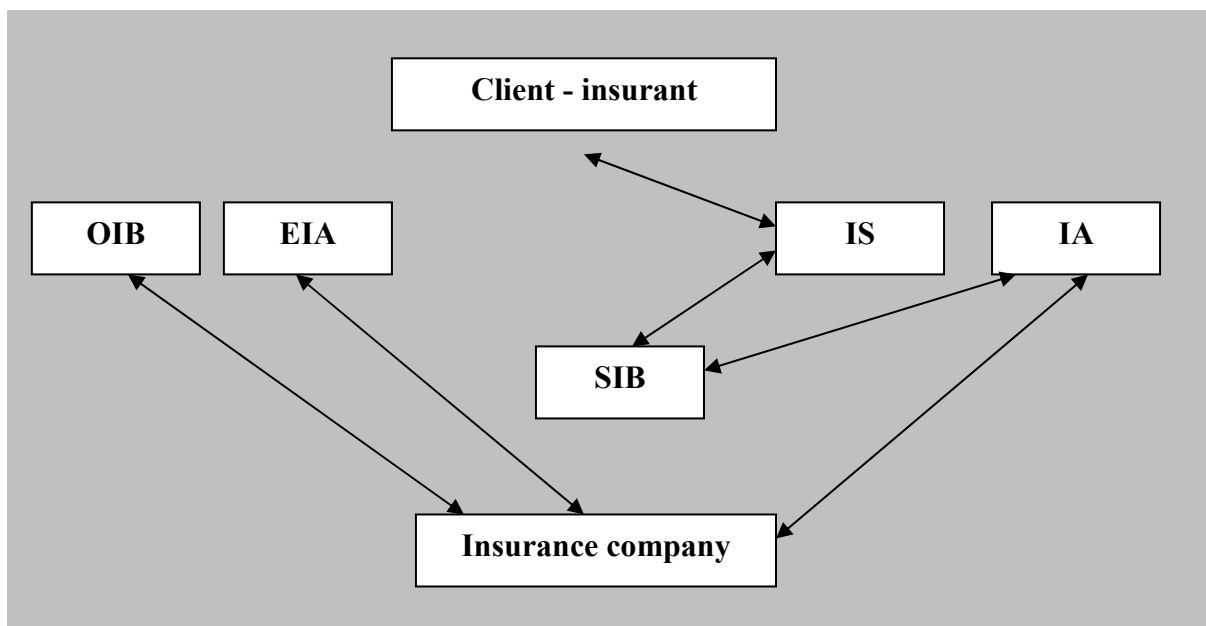 Client - insurant
OIB
EIA
IS
IA
SIB
Insurance company